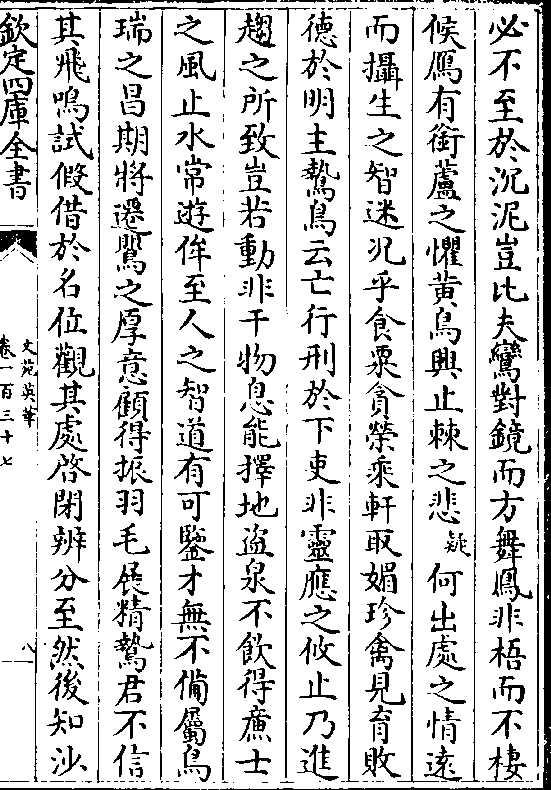 必不至於沉泥豈比夫鸞對鏡而方舞鳳非梧而不棲
候鴈有銜蘆之懼黄鳥興止棘之悲疑何出處之情逺
而攝生之智迷况乎食粟貪榮乘軒取媚珍禽見育敗
徳於明主鷙鳥云亡行刑於下吏非靈應之攸止乃進
趨之所致豈若動非干物息能擇地盗泉不飲得㢘士
之風止水常遊侔至人之智道有可鑒才無不備屬鳥
瑞之昌期將遷鸎之厚意顧得振羽毛展精鷙君不信
其飛鳴試假借於名位觀其處啓閉辨分至然後知沙
欽定四庫全書
文苑英華
卷一百三十七
八